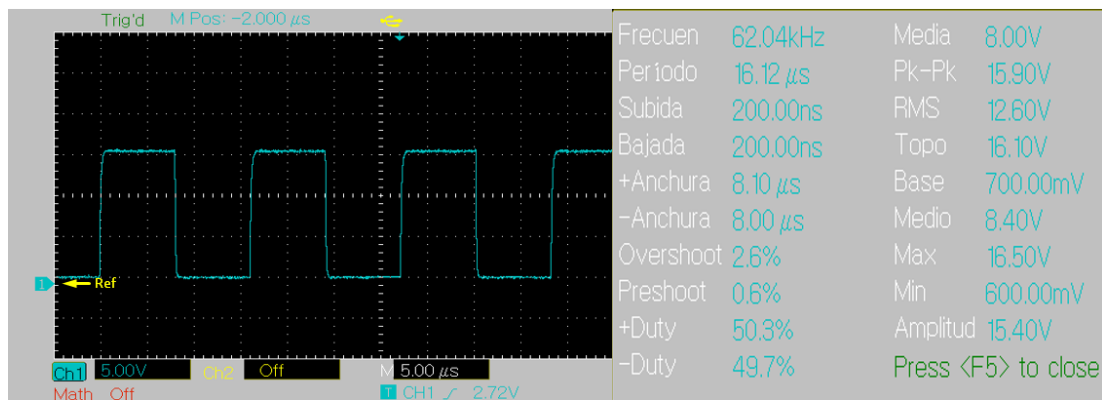 Trig'd M Pos: -2.000 μs
1 Ref
Ch1 5.00V Ch2 Off M 5.00 μs
Math Off 1 CH1 2.72V
Frecuen 62.04kHz Media 8.00V
Período 16.12 μs Pk-Pk 15.90V
Subida 200.00ns RMS 12.60V
Bajada 200.00ns Topo 16.10V
+Anchura 8.10 μs Base 700.00mV
-Anchura 8.00 μs Medio 8.40V
Overshoot 2.6% Max 16.50V
Preshoot 0.6% Min 600.00mV
+Duty 50.3% Amplitud 15.40V
-Duty 49.7% Press <F5> to close